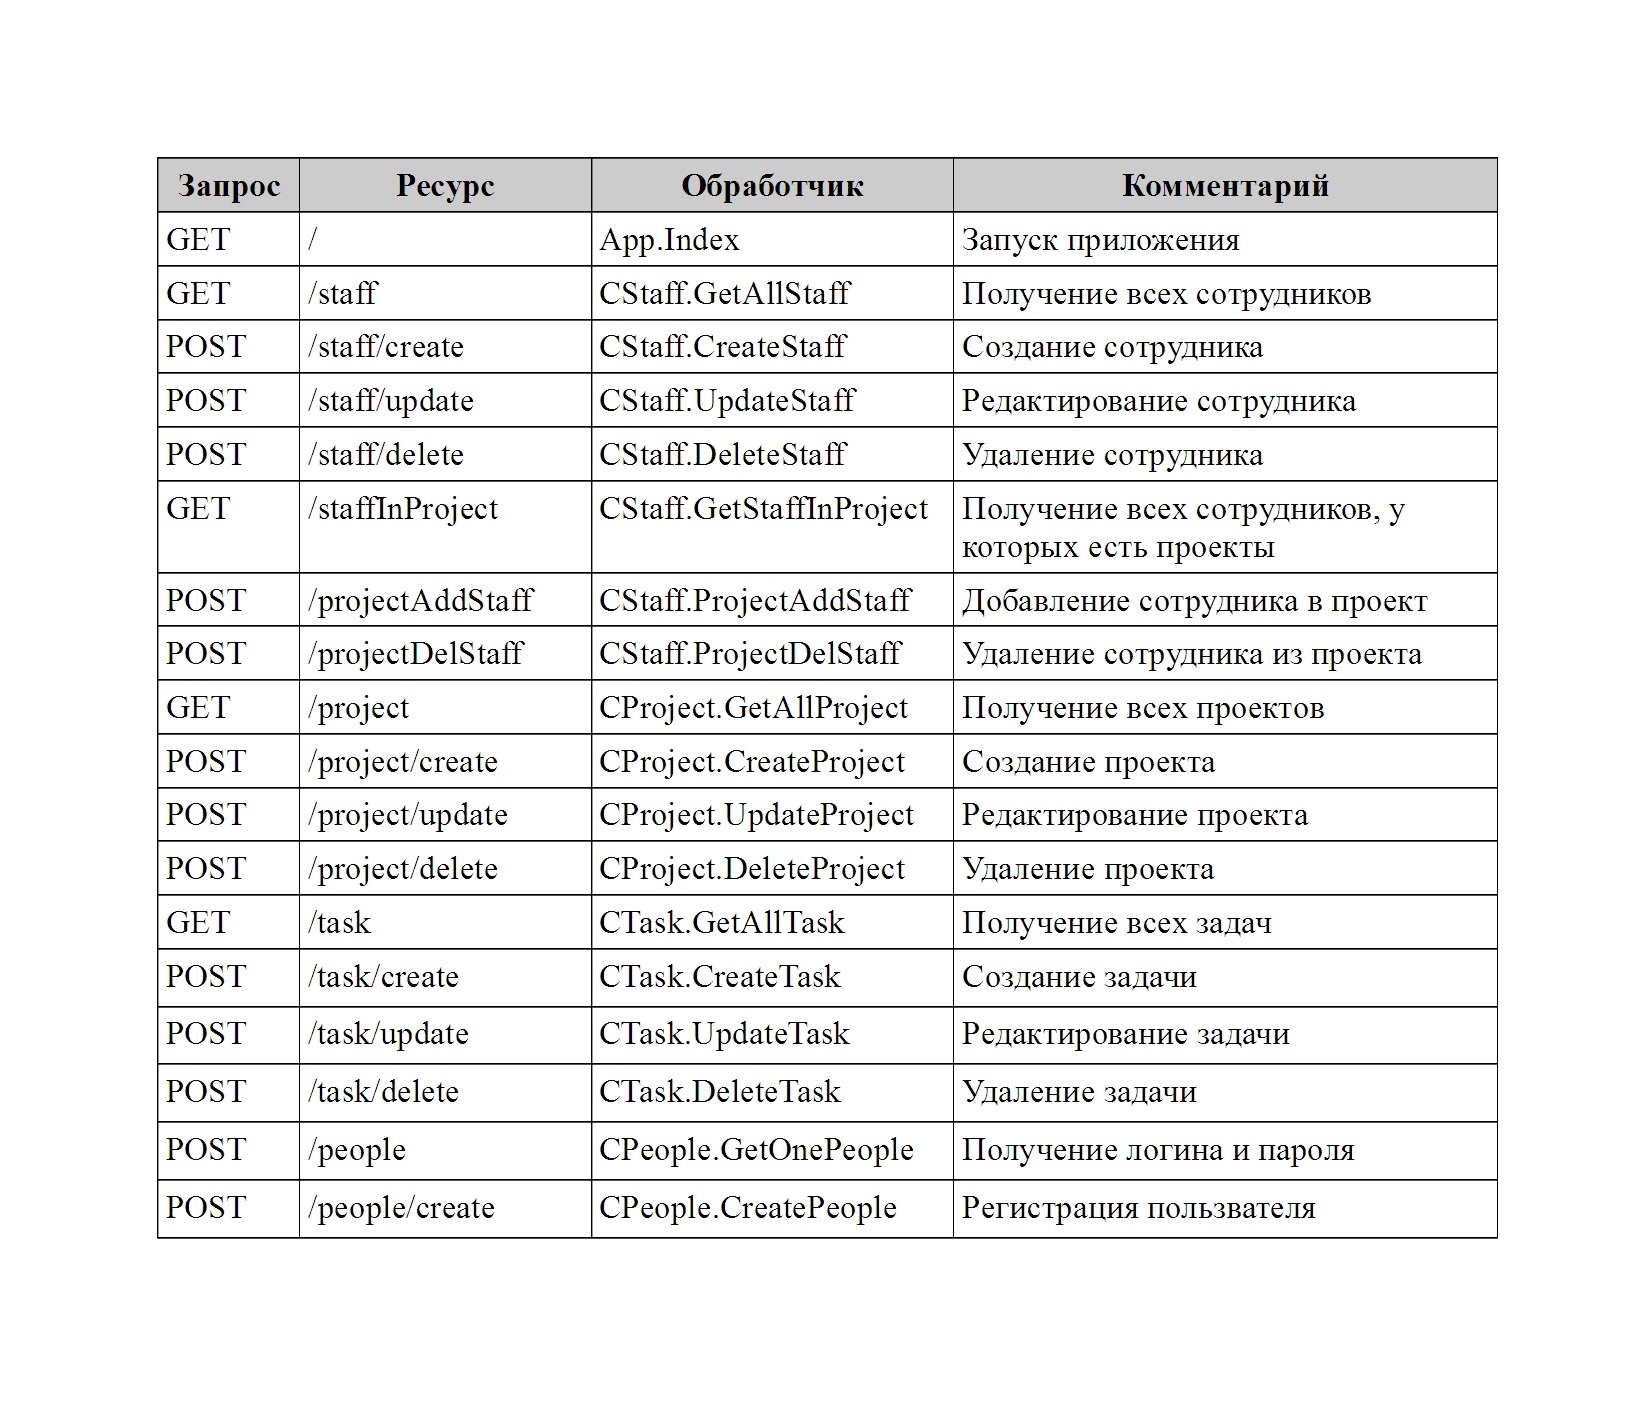 Запрос Ресурс Обработчик Комментарий
GET / App.Index Запуск приложения
GET /staff CStaff.GetAllStaff Получение всех сотрудников
POST /staff/create CStaff.CreateStaff Создание сотрудника
POST /staff/update CStaff.UpdateStaff Редактирование сотрудника
POST /staff/delete CStaff.DeleteStaff Удаление сотрудника
GET /staffInProject CStaff.GetStaffInProject Получение всех сотрудников, у
которых есть проекты
POST /projectAddStaff CStaff.ProjectAddStaff Добавление сотрудника в проект
POST /projectDelStaff CStaff.ProjectDelStaff Удаление сотрудника из проекта
GET /project CProject.GetAllProject Получение всех проектов
POST /project/create CProject.CreateProject Создание проекта
POST /project/update CProject.UpdateProject Редактирование проекта
POST /project/delete CProject.DeleteProject Удаление проекта
GET /task CTask.GetAllTask Получение всех задач
POST /task/create CTask.CreateTask Создание задачи
POST /task/update CTask.UpdateTask Редактирование задачи
POST /task/delete CTask.DeleteTask Удаление задачи
POST /people CPeople.GetOnePeople Получение логина и пароля
POST /people/create CPeople.CreatePeople Регистрация пользвателя